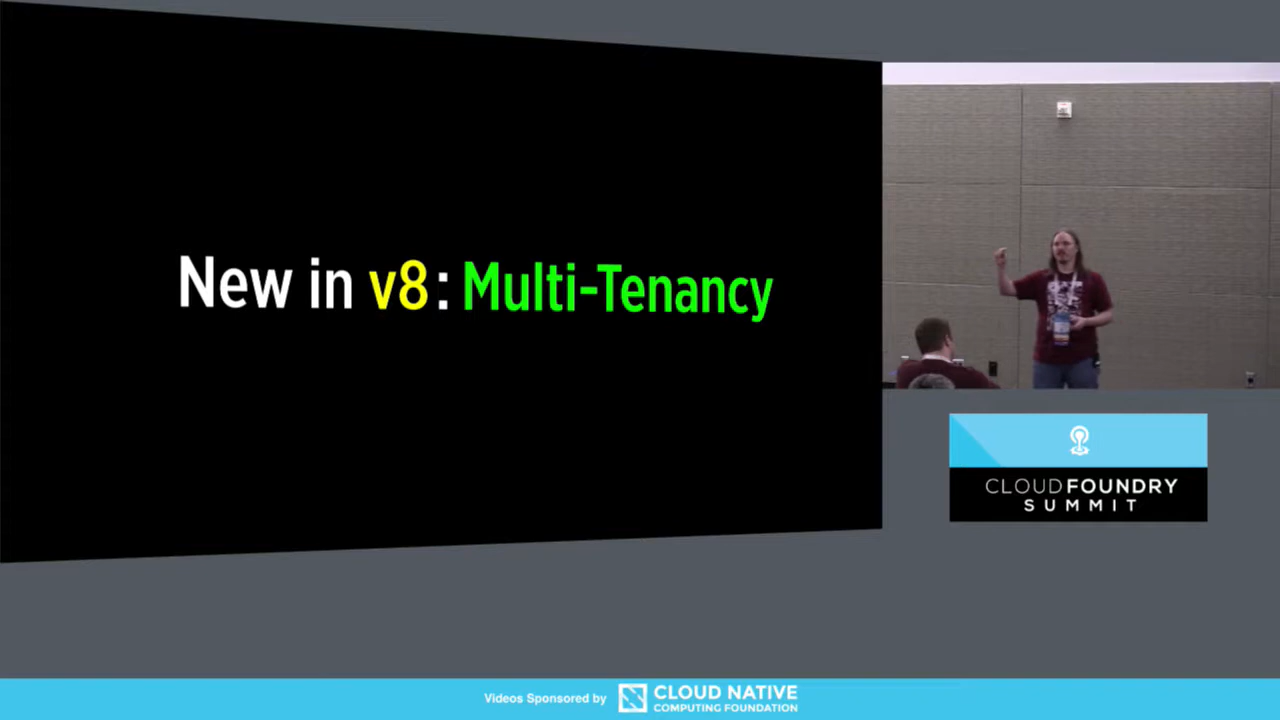 New in v8: Multi-Tenancy
CLOUDFOUNDRY
SUMMIT
Videos Sponsored by
CLOUD NATIVE
COMPUTING FOUNDATION